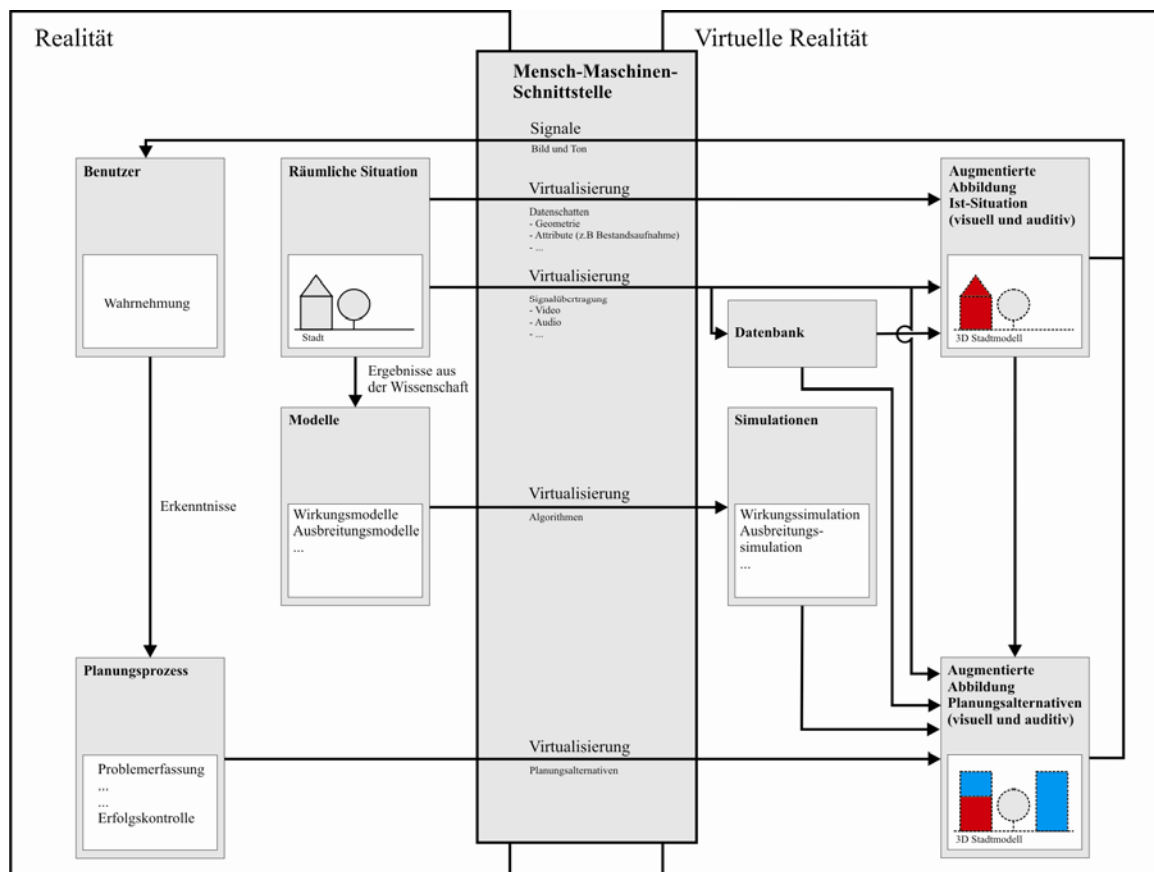 Realität
Virtuelle Realität
Mensch-Maschinen-
Schnittstelle
Signale
Bild und Ton
Benutzer
Wahrnehmung
Räumliche Situation
Stadt
Virtualisierung
Datenschatten
- Geometrie
- Attribute (z.B Bestandsaufnahme)
- ...
Virtualisierung
Signalübertragung
- Video
- Audio
- ...
Augmentierte
Abbildung
Ist-Situation
(visuell und auditiv)
3D Stadtmodell
Datenbank
Ergebnisse aus
der Wissenschaft
Modelle
Wirkungsmodelle
Ausbreitungsmodelle
...
Virtualisierung
Algorithmen
Simulationen
Wirkungssimulation
Ausbreitungs-
simulation
...
Erkenntnisse
Planungsprozess
Problemerfassung
...
...
Erfolgskontrolle
Virtualisierung
Planungsalternativen
Augmentierte
Abbildung
Planungsalternativen
(visuell und auditiv)
3D Stadtmodell